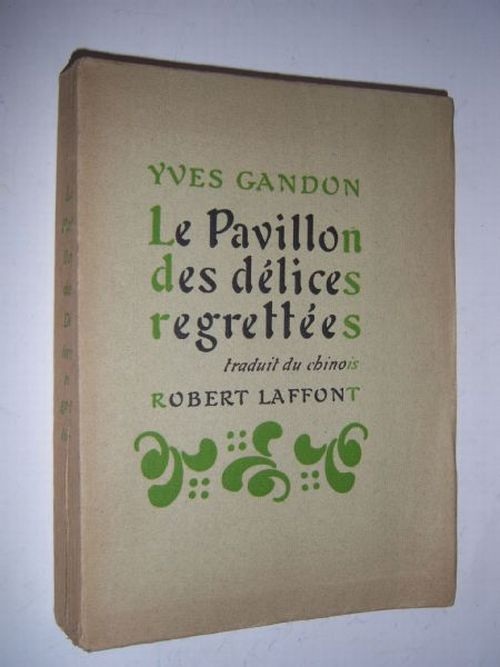 YVES GANDON
Le Pavillon
des délices
regrettées
traduit du chinois
ROBERT LAFFONT